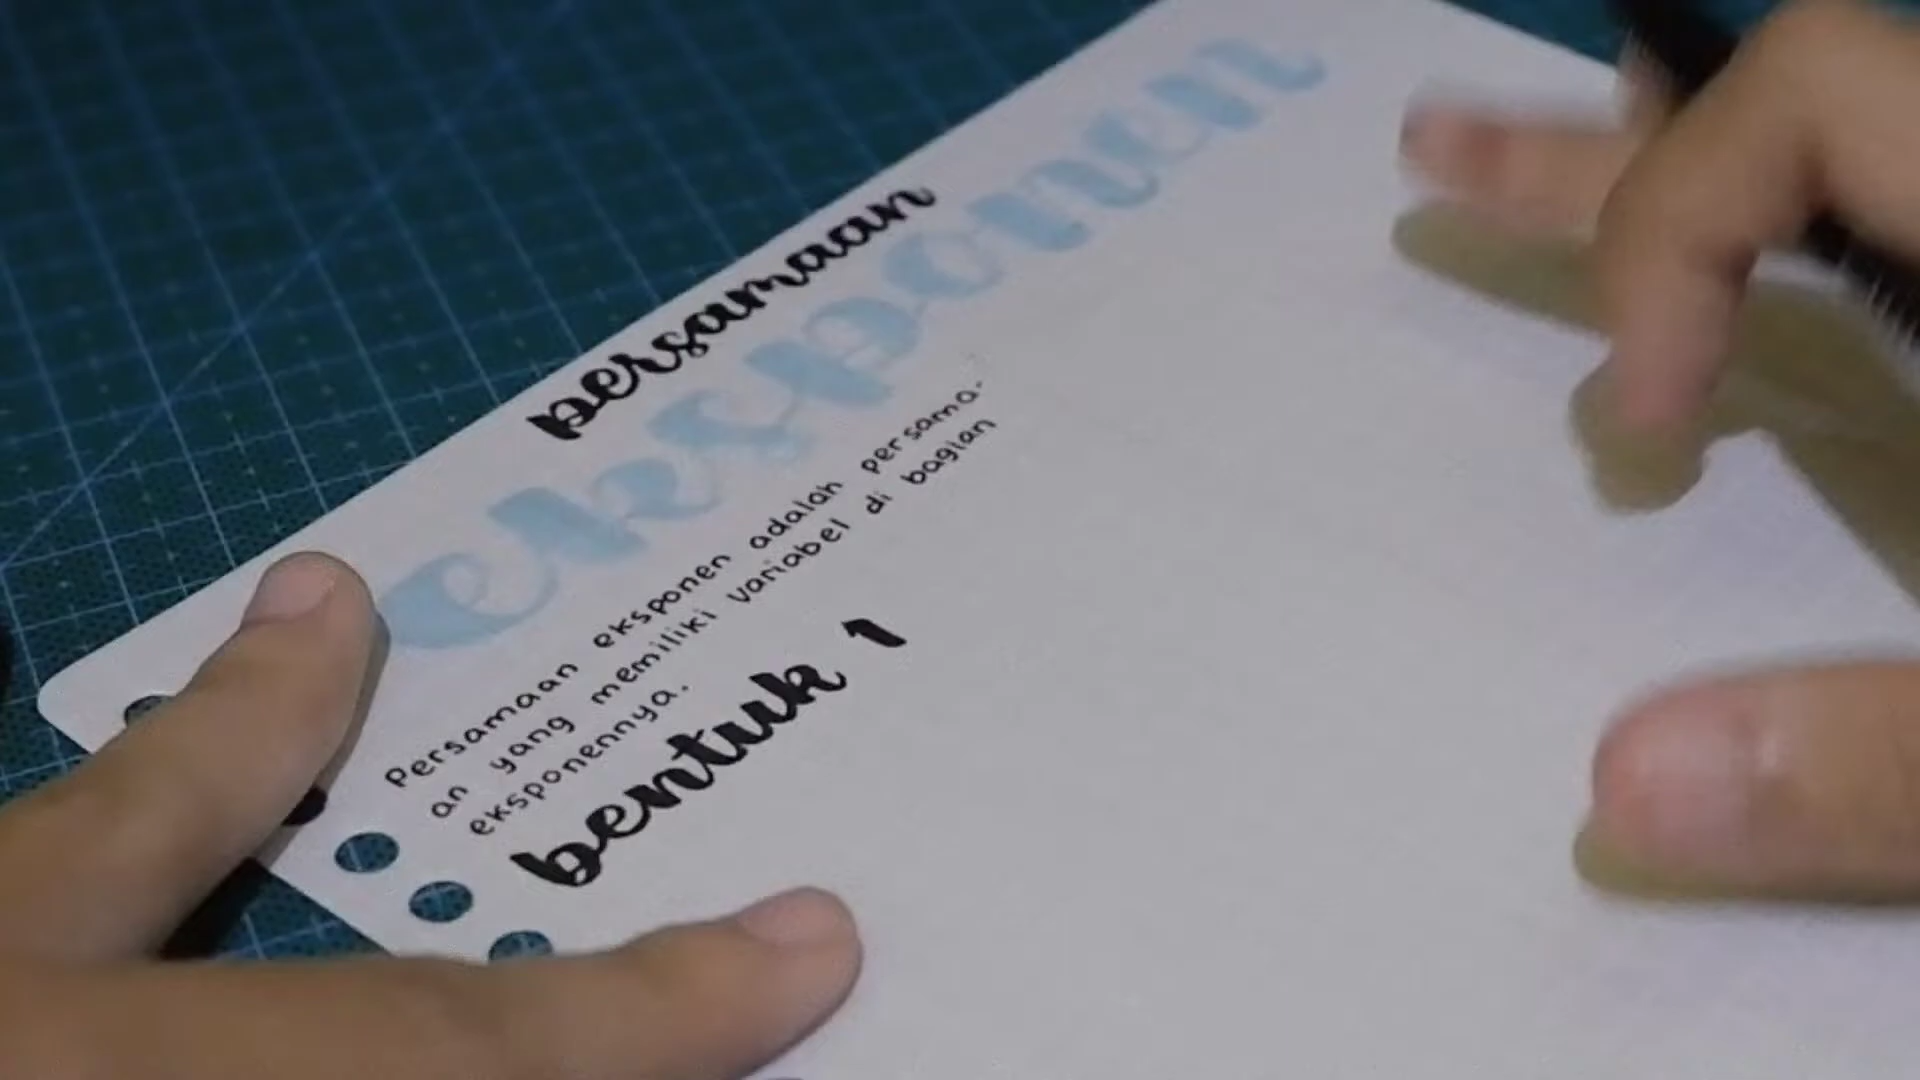 persamaan
eksponen
Persamaan eksponen adalah persama-
an yang memiliki variabel di bagian
eksponennya.
bentuk 1